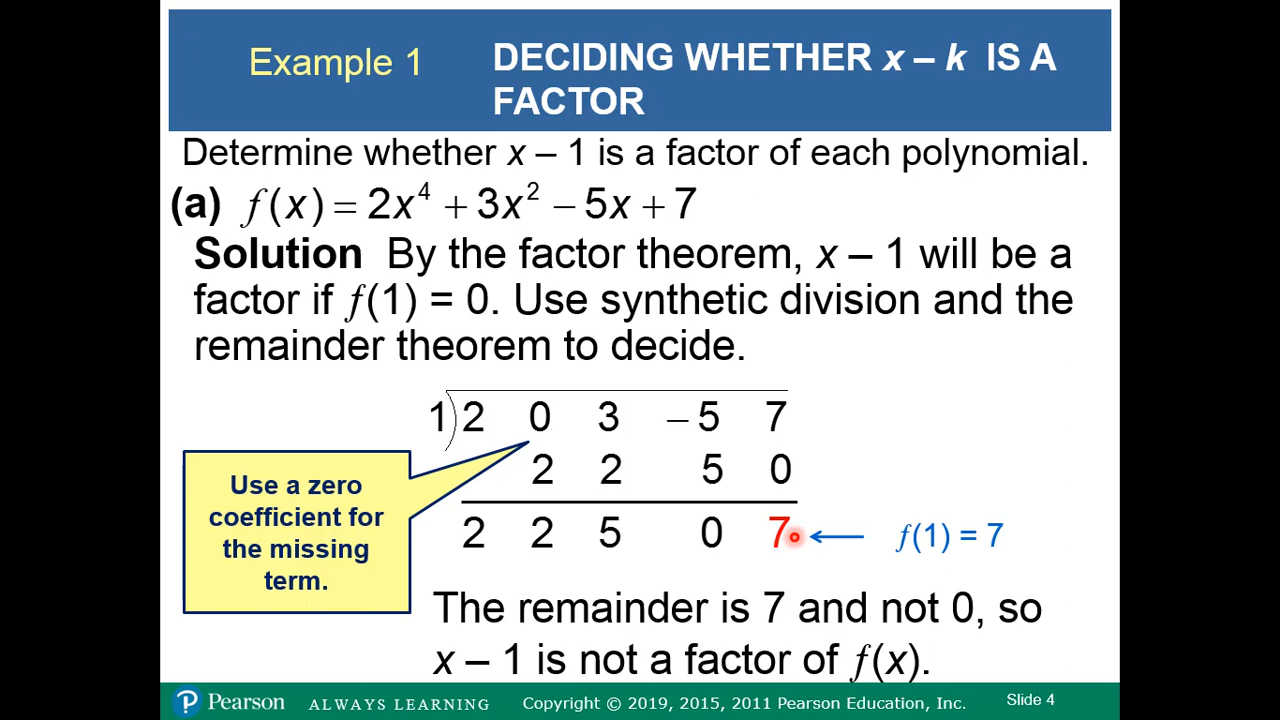 Example 1
DECIDING WHETHER x – k IS A
FACTOR
Determine whether x – 1 is a factor of each polynomial.
(a) f(x) = 2x⁴ + 3x² − 5x + 7
Solution By the factor theorem, x – 1 will be a
factor if f(1) = 0. Use synthetic division and the
remainder theorem to decide.
1)2 0 3 −5 7
2 2 5 0
2 2 5 0 7 ← f(1) = 7
Use a zero
coefficient for
the missing
term.
The remainder is 7 and not 0, so
x – 1 is not a factor of f(x).
P Pearson ALWAYS LEARNING Copyright © 2019, 2015, 2011 Pearson Education, Inc. Slide 4